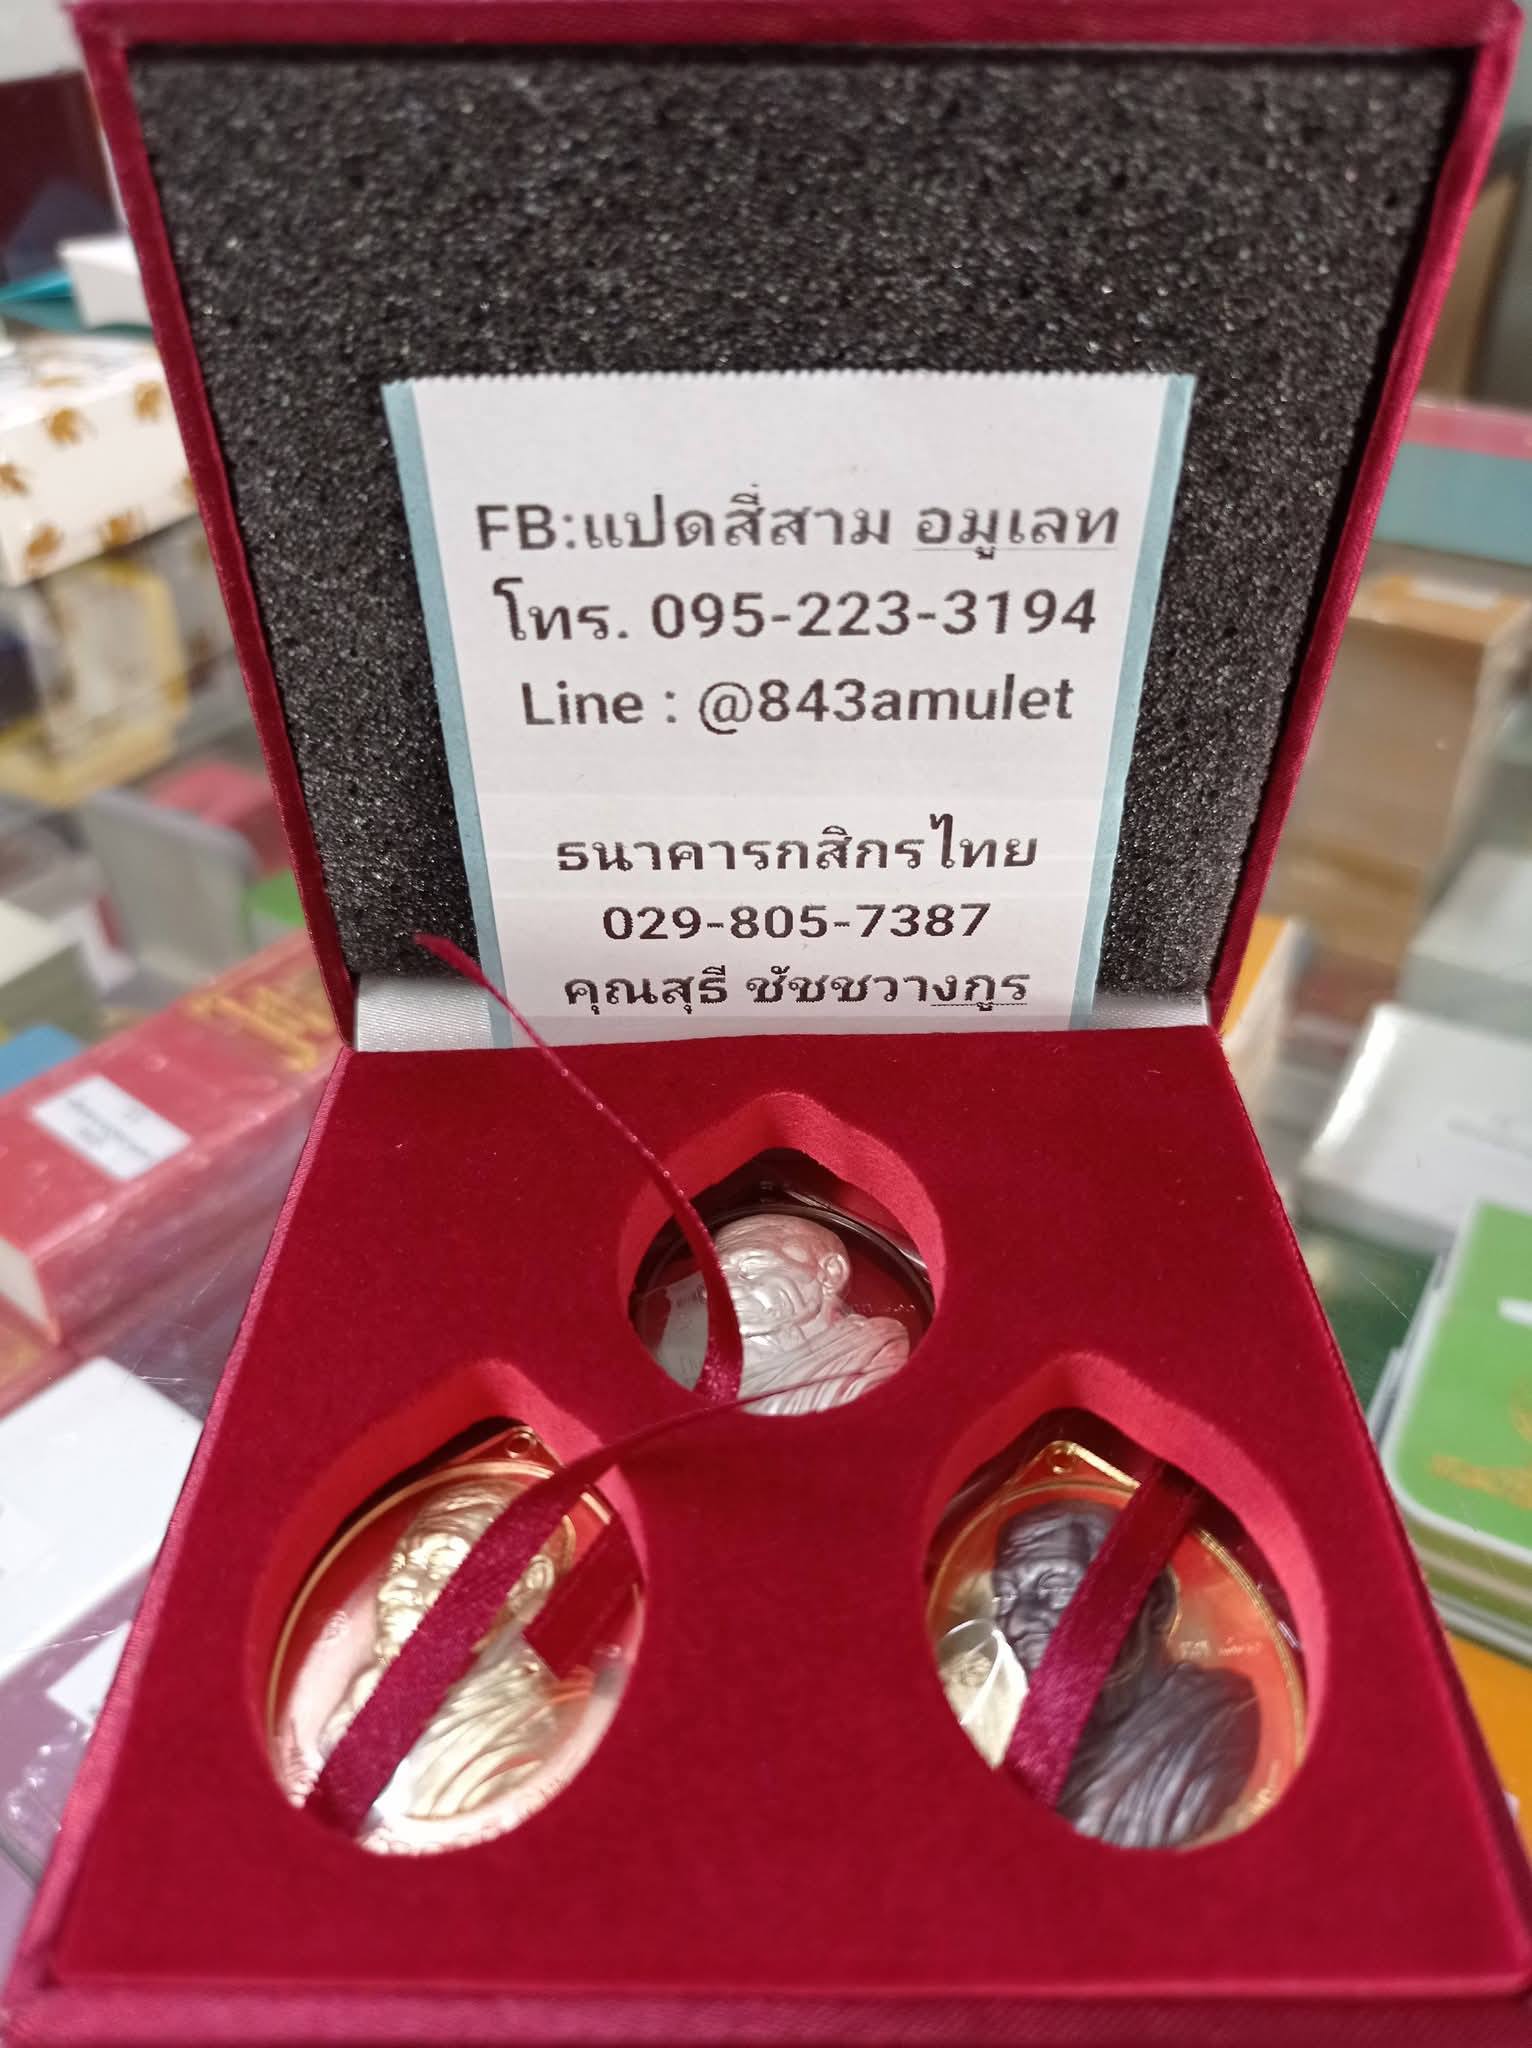 FB:แปดสี่สาม อมูเลท
โทร. 095-223-3194
Line : @843amulet
ธนาคารกสิกรไทย
029-805-7387
คุณสุธี ชัชชวางกูร